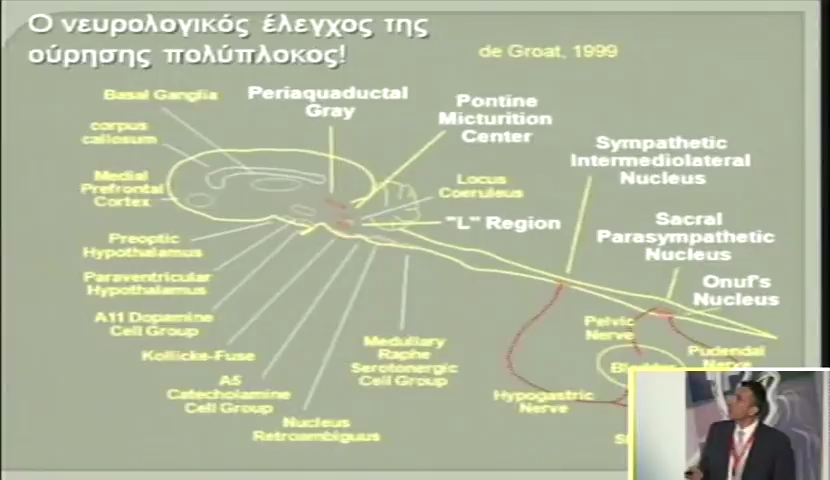 Ο νευρολογικός έλεγχος της
ούρησης πολύπλοκος!
de Groat, 1999
Basal Ganglia
Periaquaductal
Gray
Pontine
Micturition
Center
corpus
callosum
Sympathetic
Intermediolateral
Nucleus
Medial
Prefrontal
Cortex
Locus
Coeruleus
"L" Region
Sacral
Parasympathetic
Nucleus
Preoptic
Hypothalamus
Paraventricular
Hypothalamus
Onuf's
Nucleus
A11 Dopamine
Cell Group
Pelvic
Nerve
Kollicke-Fuse
Medullary
Raphe
Serotonergic
Cell Group
Pudendal
Nerve
A5
Catecholamine
Cell Group
Hypogastric
Nerve
Nucleus
Retroambiguus